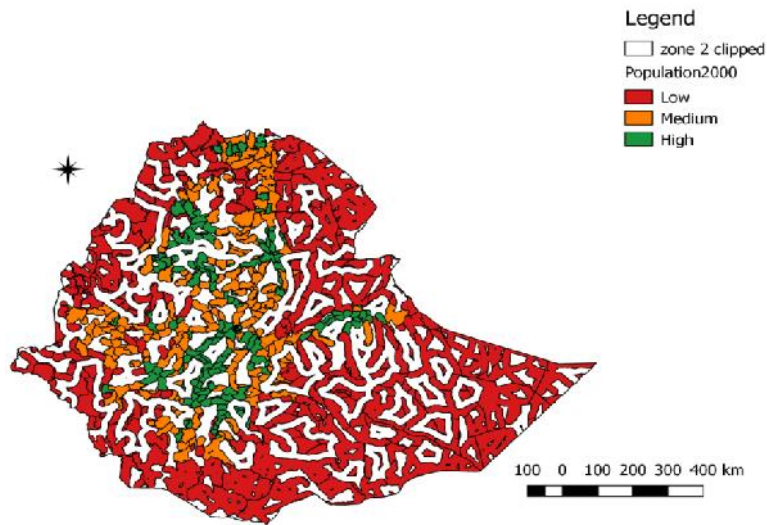 Legend
zone 2 clipped
Population2000
Low
Medium
High
100 0 100 200 300 400 km